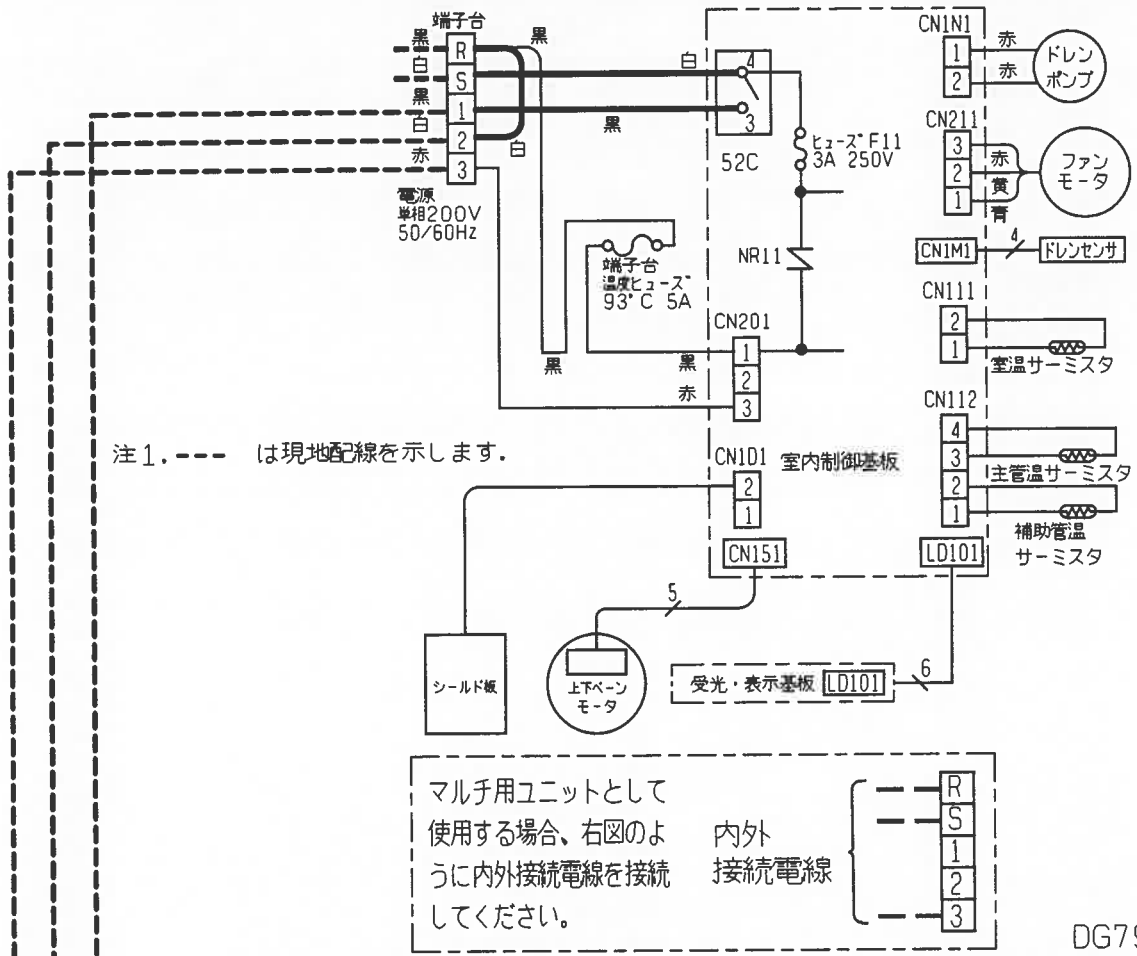 端子台
黒 R 黒
白 S 白 4
黒 1 黒 3
白 2 白
赤 3
電源
単相200V
50/60Hz
端子台
温度ヒューズ
93°C 5A
黒
52C
ヒューズF11
3A 250V
NR11
CN201
黒 1
2
赤 3
CN1D1
2
1
室内制御基板
CN151
LD101
CN1N1
1 赤
2 赤
ドレン
ポンプ
CN211
3 赤
2 黄
1 青
ファン
モータ
CN1M1 4 ドレンセンサ
CN111
2
1
室温サーミスタ
CN112
4
3
主管温サーミスタ
2
1
補助管温
サーミスタ
注1.--- は現地配線を示します.
シールド板
5
上下ベーン
モータ
受光・表示基板 LD101 6
マルチ用ユニットとして
使用する場合、右図のよ
うに内外接続電線を接続
してください。
内外
接続電線
R
S
1
2
3
DG79